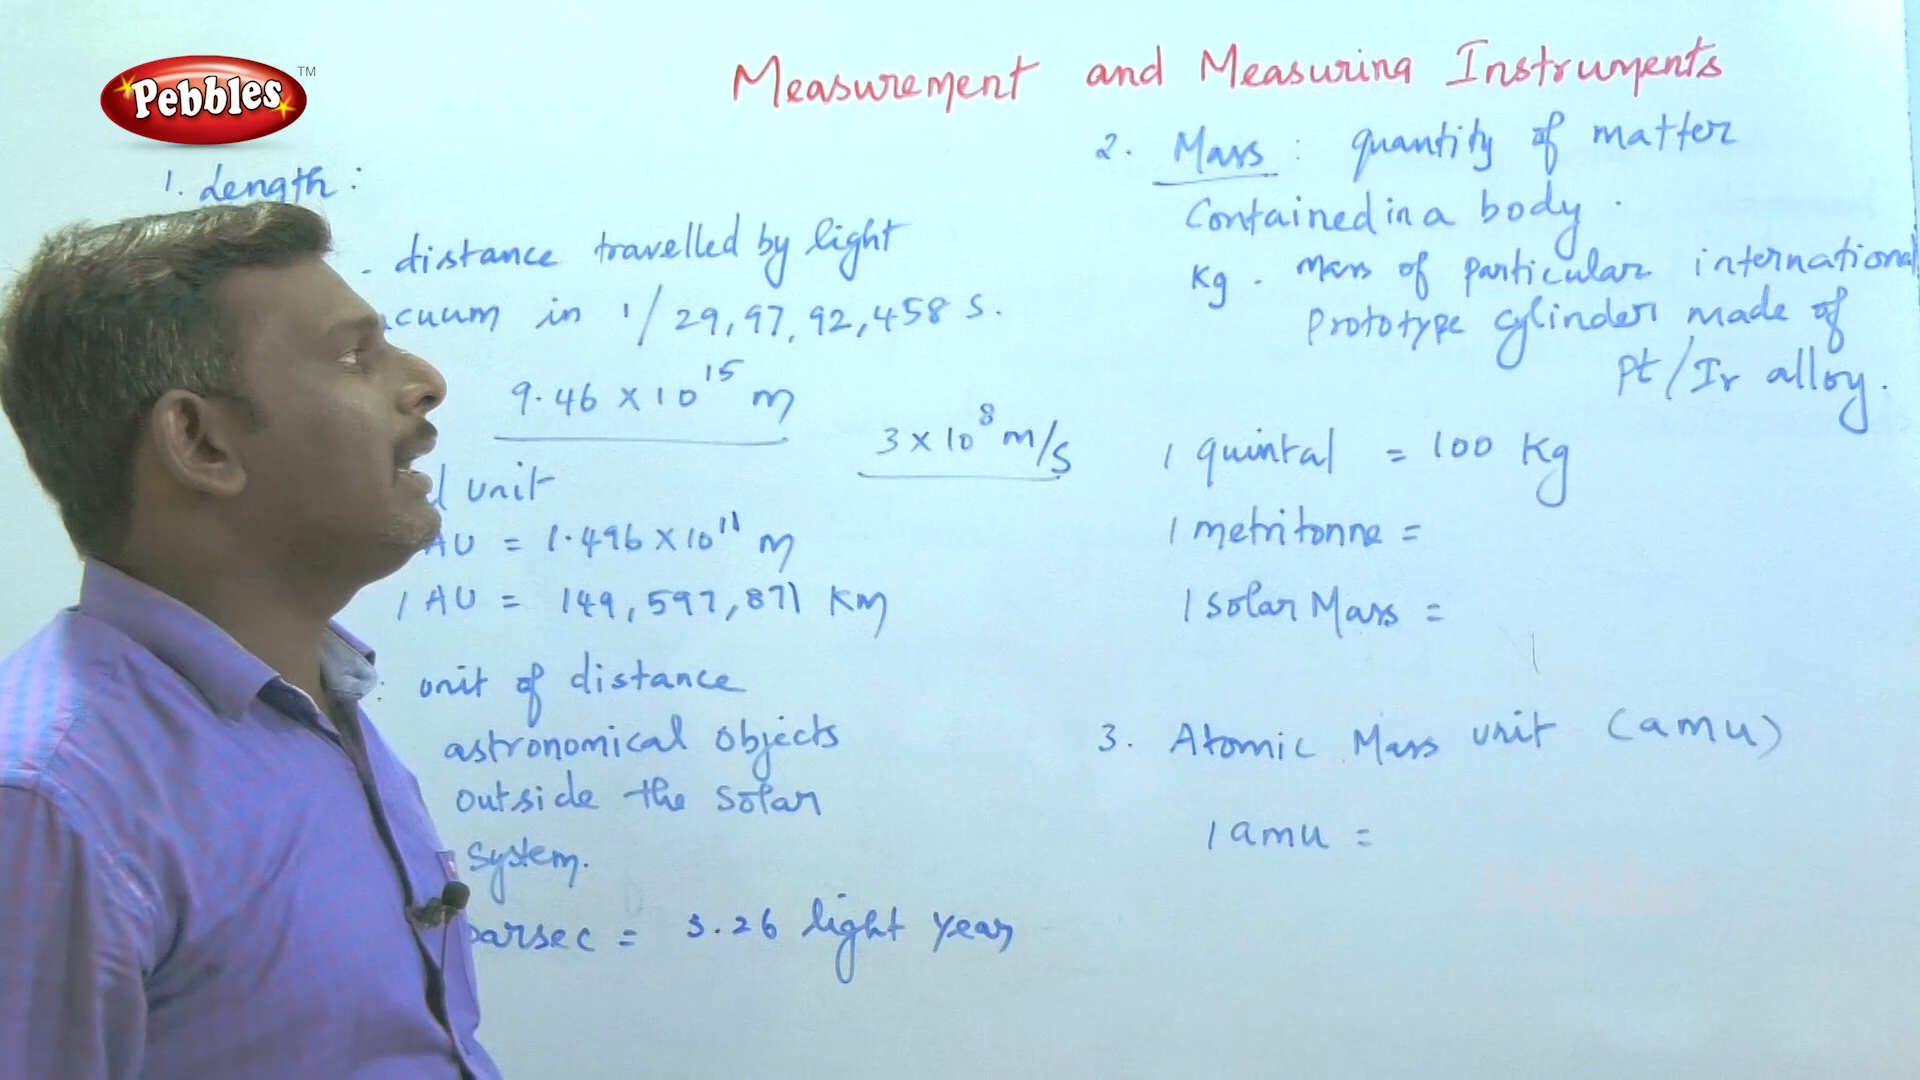 Pebbles TM
Measurement and Measuring Instruments
1. Length:
. distance travelled by light
cuum in 1/29,97,92,458 s.
9.46 x 10^15 m
3 x 10^8 m/s
l unit
AU = 1.496 x 10^11 m
1 AU = 149,597,871 Km
: unit of distance
astronomical objects
outside the solar
system.
parsec = 3.26 light year
2. Mass: quantity of matter
Contained in a body.
Kg. Mass of particular international
Prototype cylinder made of
Pt/Ir alloy.
1 quintal = 100 Kg
1 metri tonne =
1 solar Mass =
3. Atomic Mass unit (amu)
1 amu =
Pebbles